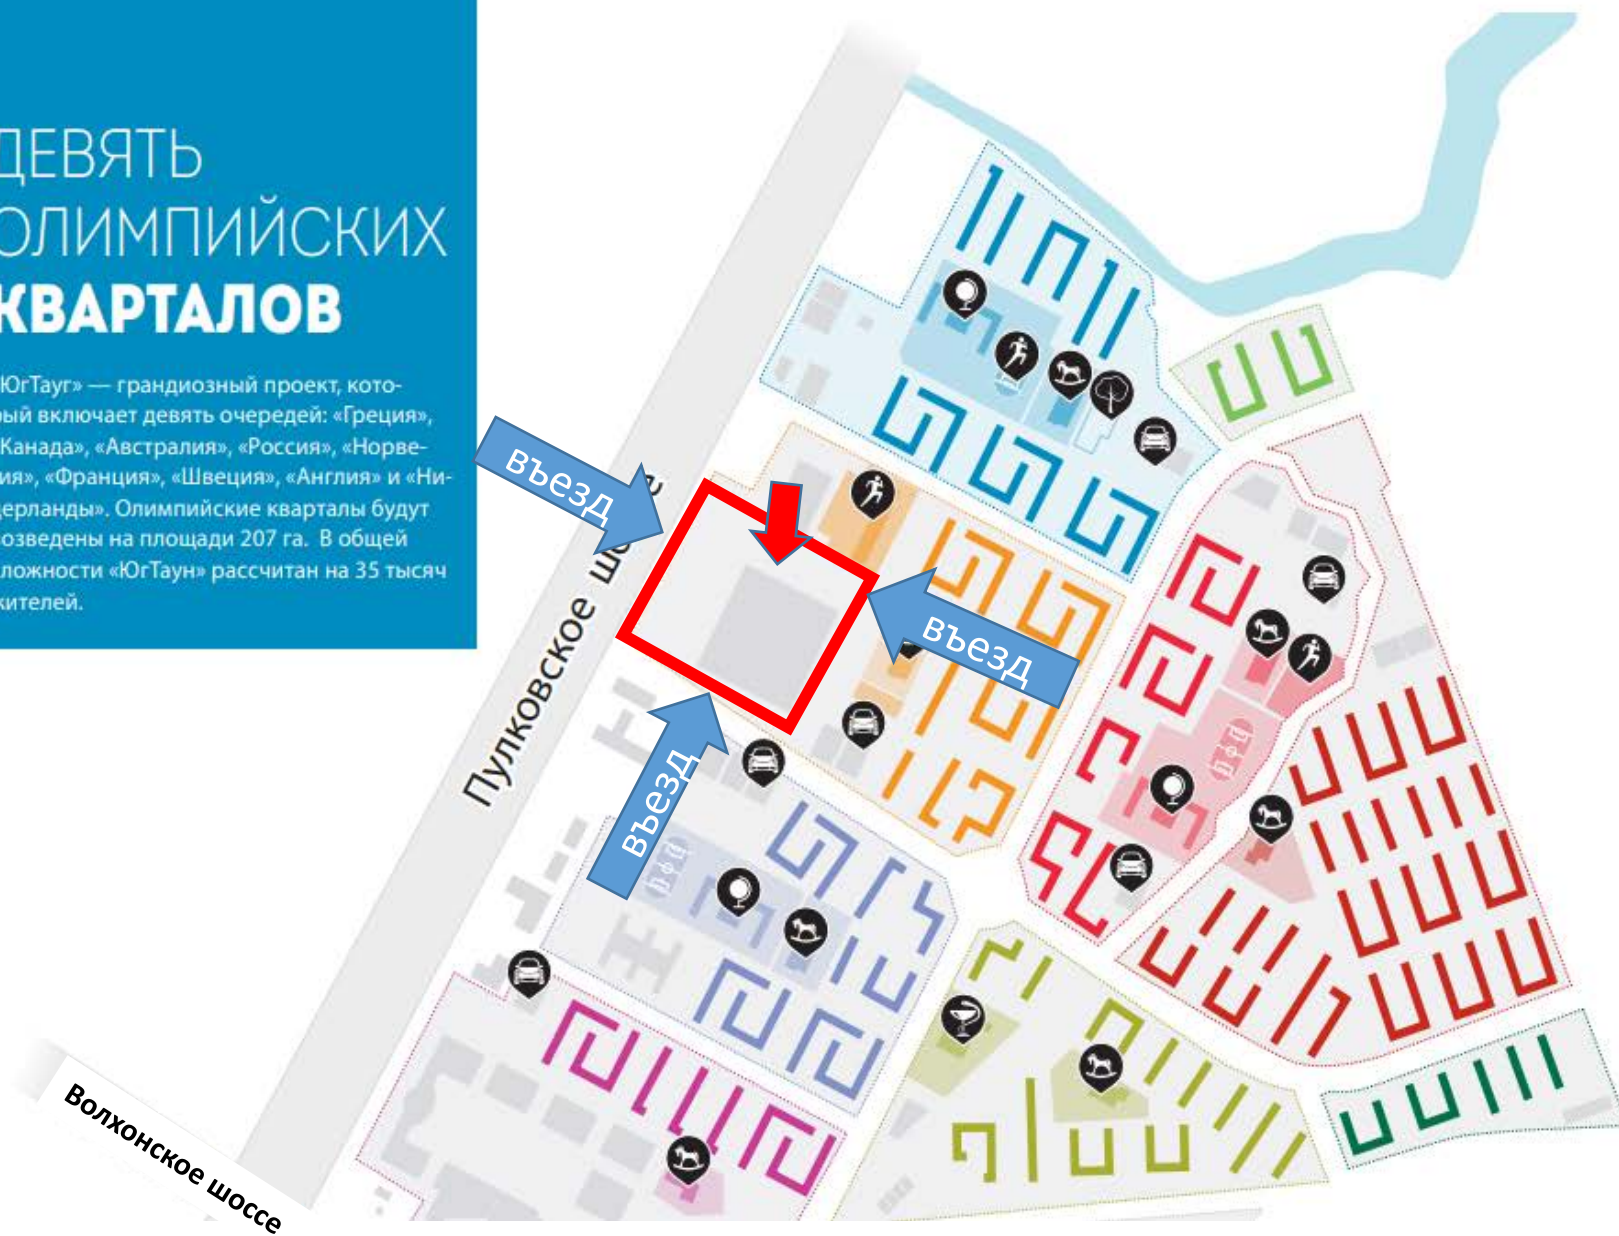 ДЕВЯТЬ
ОЛИМПИЙСКИХ
КВАРТАЛОВ
ЮгТауг» — грандиозный проект, кото-
рый включает девять очередей: «Греция»,
Канада», «Австралия», «Россия», «Норве-
гия», «Франция», «Швеция», «Англия» и «Ни-
дерланды». Олимпийские кварталы будут
возведены на площади 207 га. В общей
сложности «ЮгТаун» рассчитан на 35 тысяч
жителей.
въезд
въезд
въезд
Пулковское
Волхонское шоссе